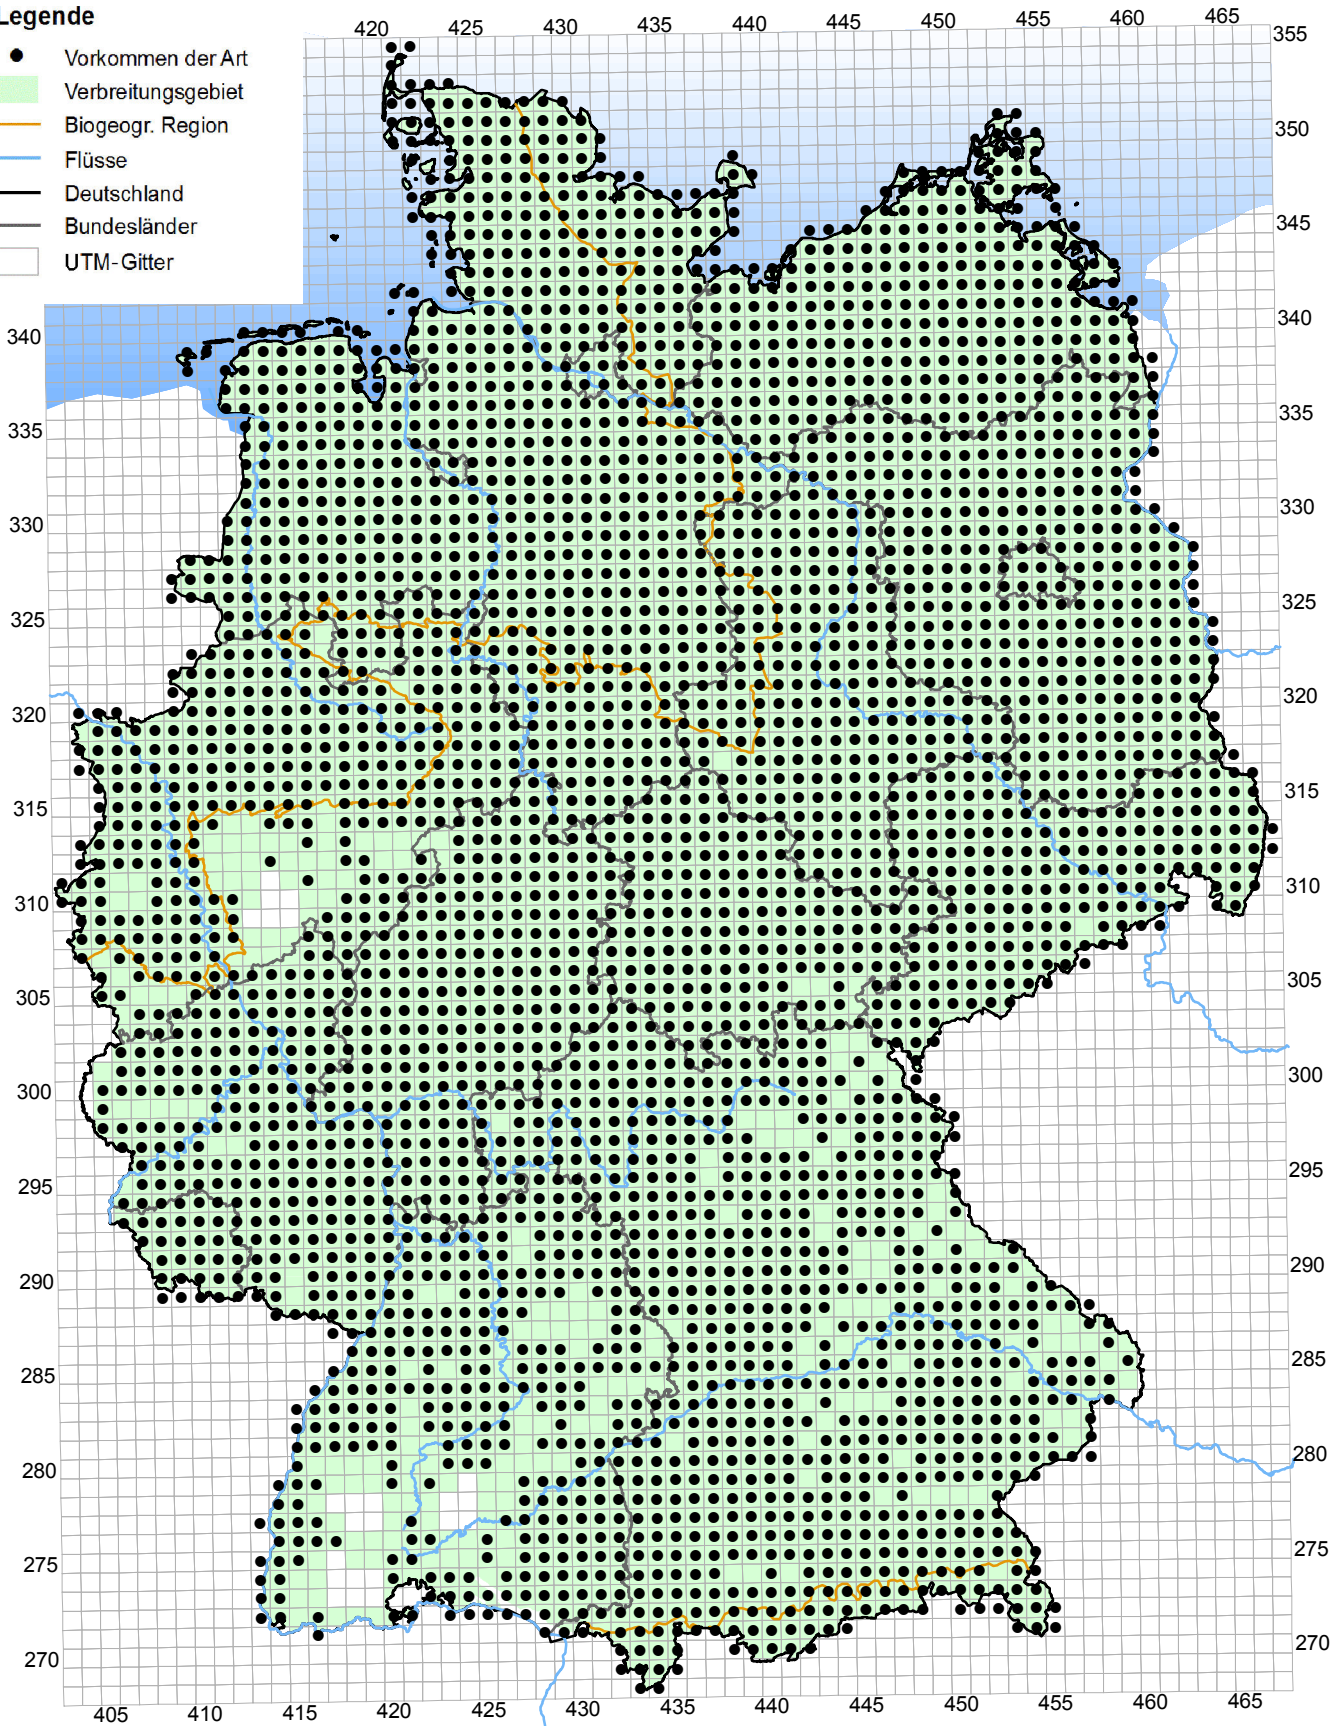 Legende
Vorkommen der Art
Verbreitungsgebiet
Biogeogr. Region
Flüsse
Deutschland
Bundesländer
UTM-Gitter
420 425 430 435 440 445 450 455 460 465
355
350
345
340 340
335 335
330 330
325 325
320 320
315 315
310 310
305 305
300 300
295 295
290 290
285 285
280 280
275 275
270 270
405 410 415 420 425 430 435 440 445 450 455 460 465